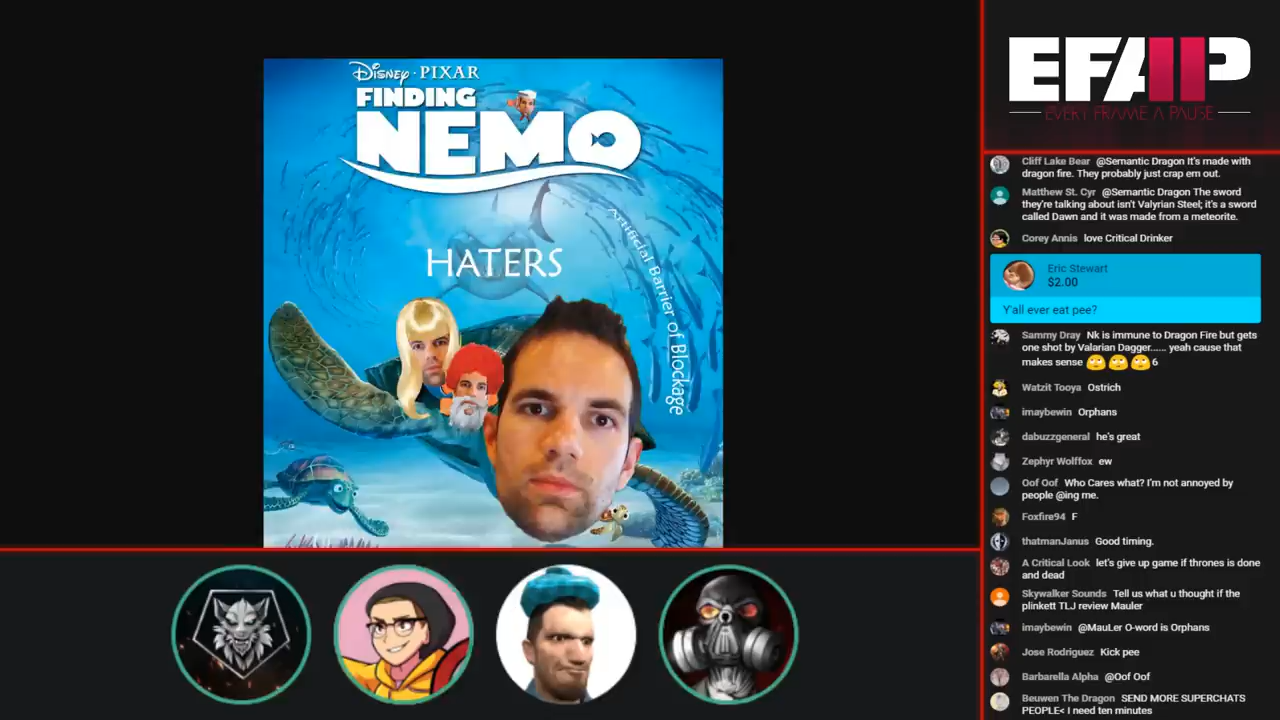 Disney · PIXAR
FINDING
NEMO
HATERS
Artificial Barrier of Blockage
EFAP
EVERY FRAME A PAUSE
Cliff Lake Bear @Semantic Dragon It's made with
dragon fire. They probably just crap em out.
Matthew St. Cyr @Semantic Dragon The sword
they're talking about isn't Valyrian Steel; it's a sword
called Dawn and it was made from a meteorite.
Corey Annis love Critical Drinker
Eric Stewart
$2.00
Y'all ever eat pee?
Sammy Dray Nk is immune to Dragon Fire but gets
one shot by Valarian Dagger...... yeah cause that
makes sense 🙄 🙄 🙄 6
Watzit Tooya Ostrich
imaybewin Orphans
dabuzzgeneral he's great
Zephyr Wolffox ew
Oof Oof Who Cares what? I'm not annoyed by
people @ing me.
Foxfire94 F
thatmanJanus Good timing.
A Critical Look let's give up game if thrones is done
and dead
Skywalker Sounds Tell us what u thought if the
plinkett TLJ review Mauler
imaybewin @MauLer O-word is Orphans
Jose Rodriguez Kick pee
Barbarella Alpha @Oof Oof
Beuwen The Dragon SEND MORE SUPERCHATS
PEOPLE< I need ten minutes